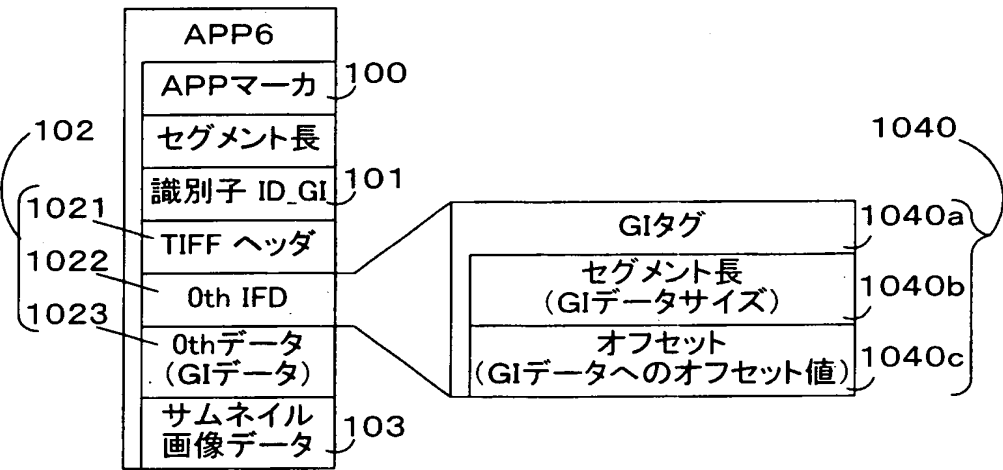 APP6
APPマーカ
100
セグメント長
識別子 ID_GI
101
102
1021
TIFF ヘッダ
1022
0th IFD
1023
0thデータ
(GIデータ)
サムネイル
画像データ
103
1040
GIタグ
1040a
セグメント長
(GIデータサイズ)
1040b
オフセット
(GIデータへのオフセット値)
1040c